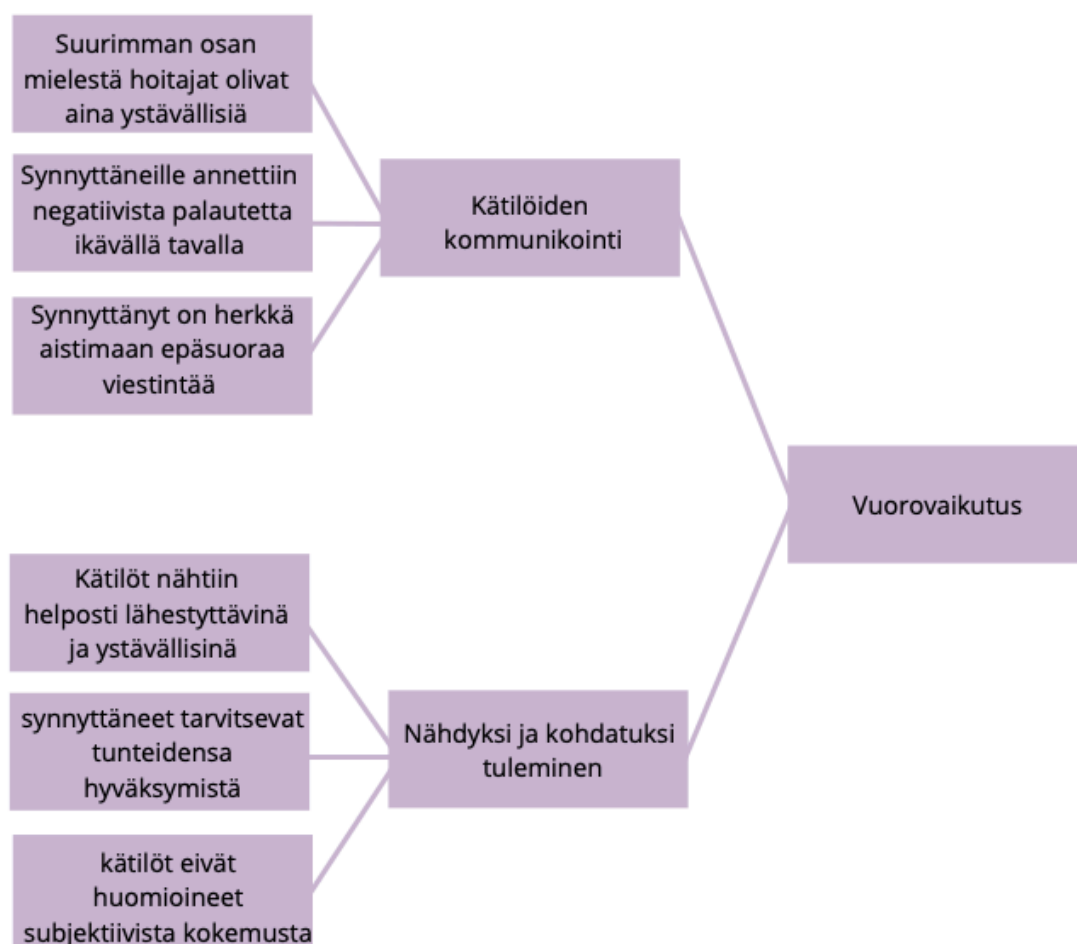 Suurimman osan
mielestä hoitajat olivat
aina ystävällisiä
Synnyttäneille annettiin
negatiivista palautetta
ikävällä tavalla
Synnyttänyt on herkkä
aistimaan epäsuoraa
viestintää
Kätilöiden
kommunikointi
Vuorovaikutus
Kätilöt nähtiin
helposti lähestyttävinä
ja ystävällisinä
synnyttäneet tarvitsevat
tunteidensa
hyväksymistä
kätilöt eivät
huomioineet
subjektiivista kokemusta
Nähdyksi ja kohdatuksi
tuleminen